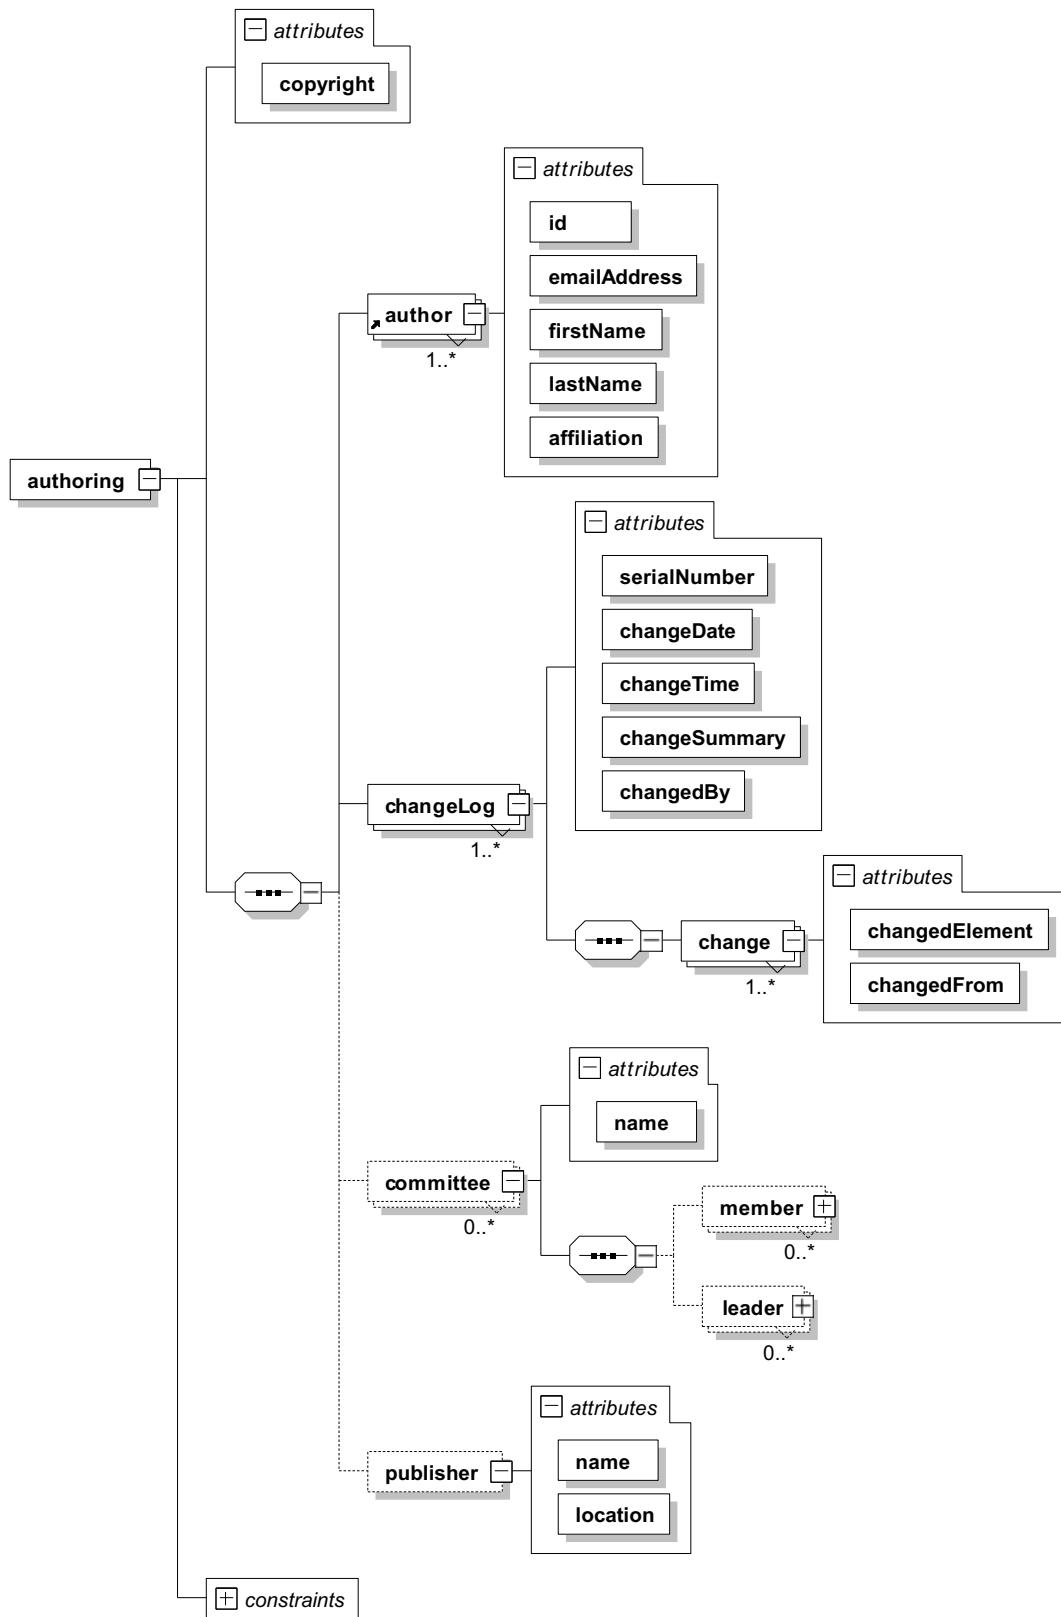 attributes
copyright
attributes
id
emailAddress
firstName
lastName
affiliation
author
1..*
authoring
attributes
serialNumber
changeDate
changeTime
changeSummary
changedBy
changeLog
1..*
attributes
changedElement
changedFrom
change
1..*
attributes
name
committee
0..*
member
0..*
leader
0..*
attributes
name
location
publisher
constraints